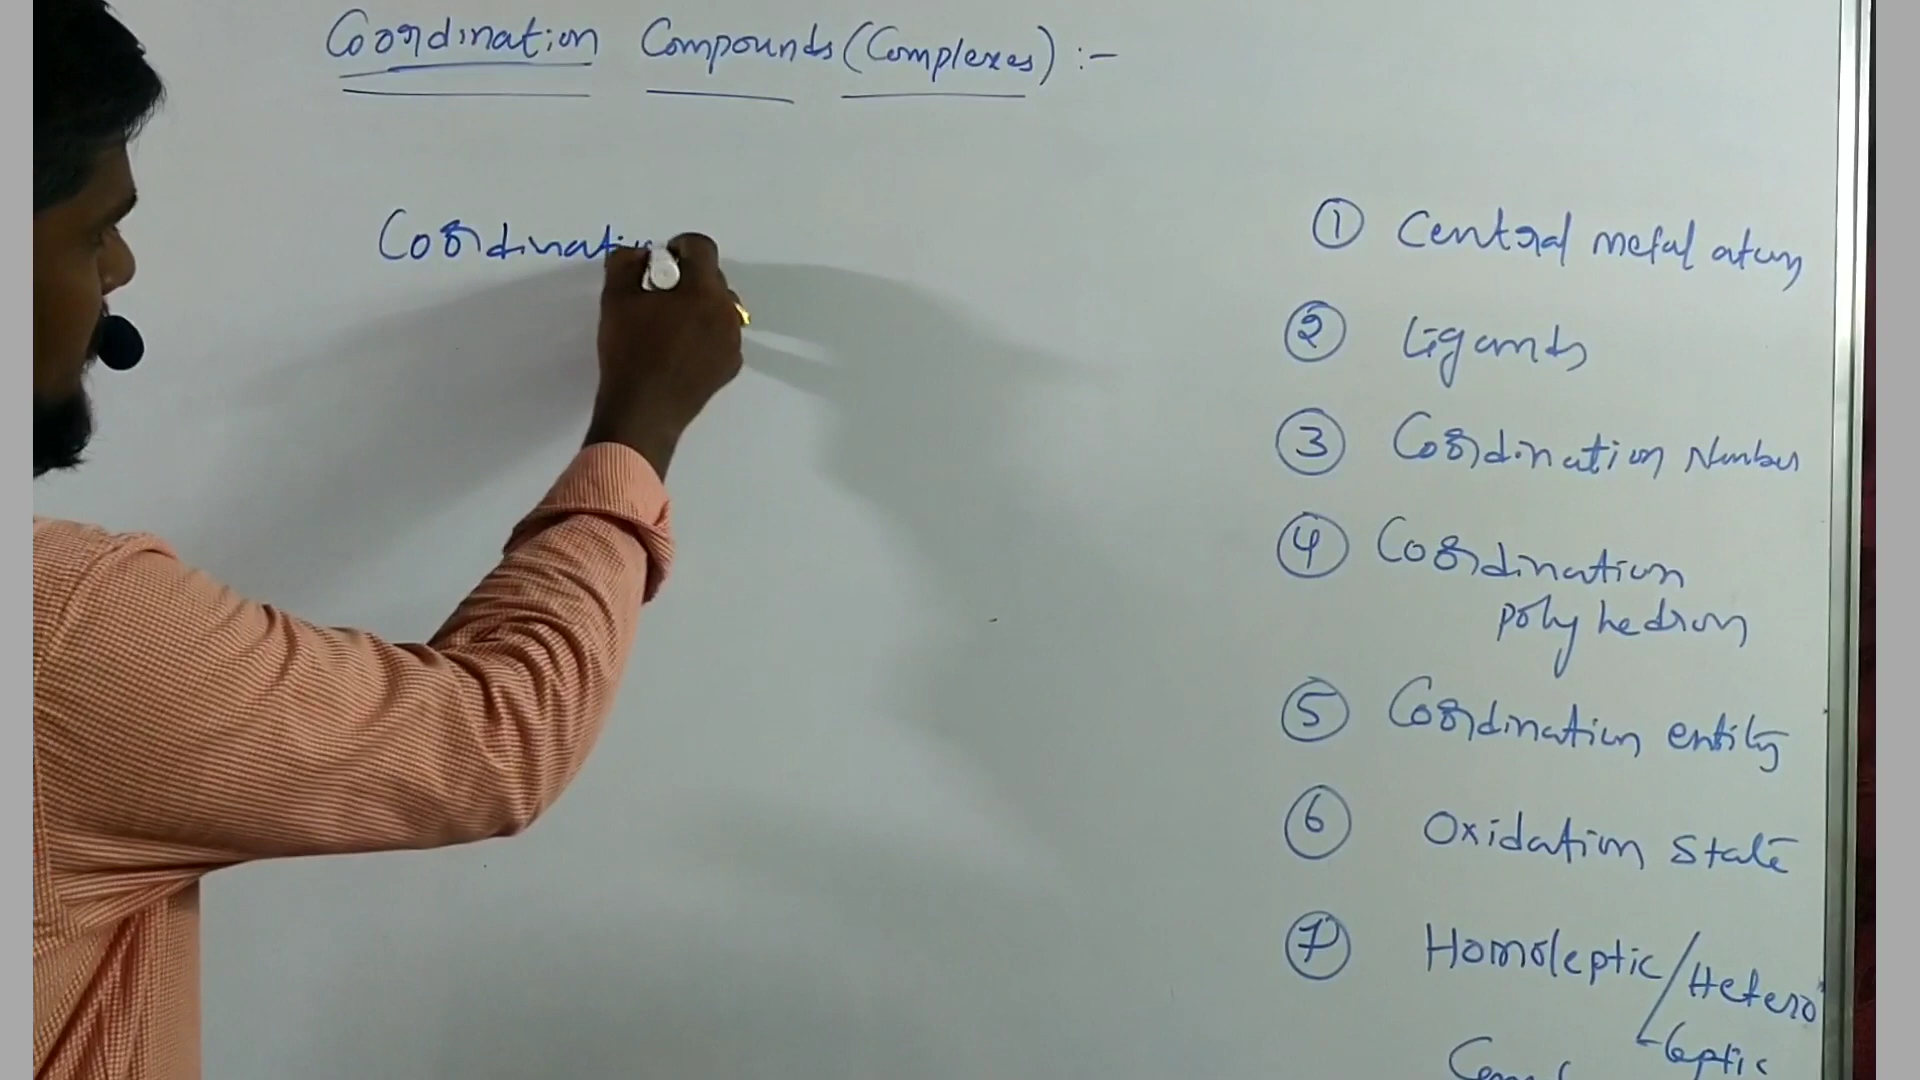 Coordination Compounds (Complexes) :-
Coordinati
① Central metal atom
② Ligands
③ Coordination Number
④ Coordination
polyhedron
⑤ Coordination entity
⑥ Oxidation state
⑦ Homoleptic/Hetero
leptic